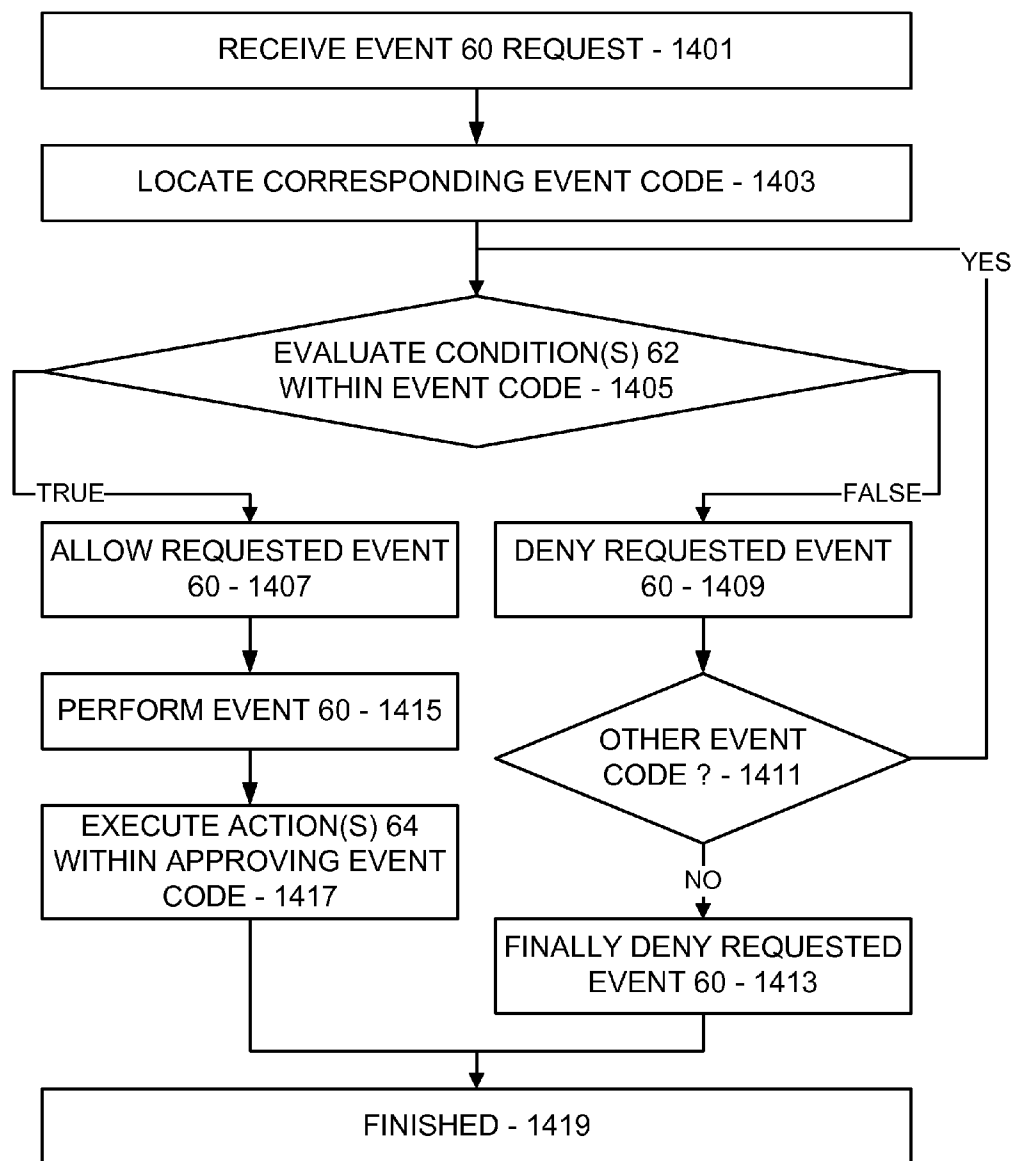 RECEIVE EVENT 60 REQUEST - 1401
LOCATE CORRESPONDING EVENT CODE - 1403
YES
EVALUATE CONDITION(S) 62
WITHIN EVENT CODE - 1405
TRUE
FALSE
ALLOW REQUESTED EVENT
60 - 1407
DENY REQUESTED EVENT
60 - 1409
PERFORM EVENT 60 - 1415
OTHER EVENT
CODE ? - 1411
EXECUTE ACTION(S) 64
WITHIN APPROVING EVENT
CODE - 1417
NO
FINALLY DENY REQUESTED
EVENT 60 - 1413
FINISHED - 1419